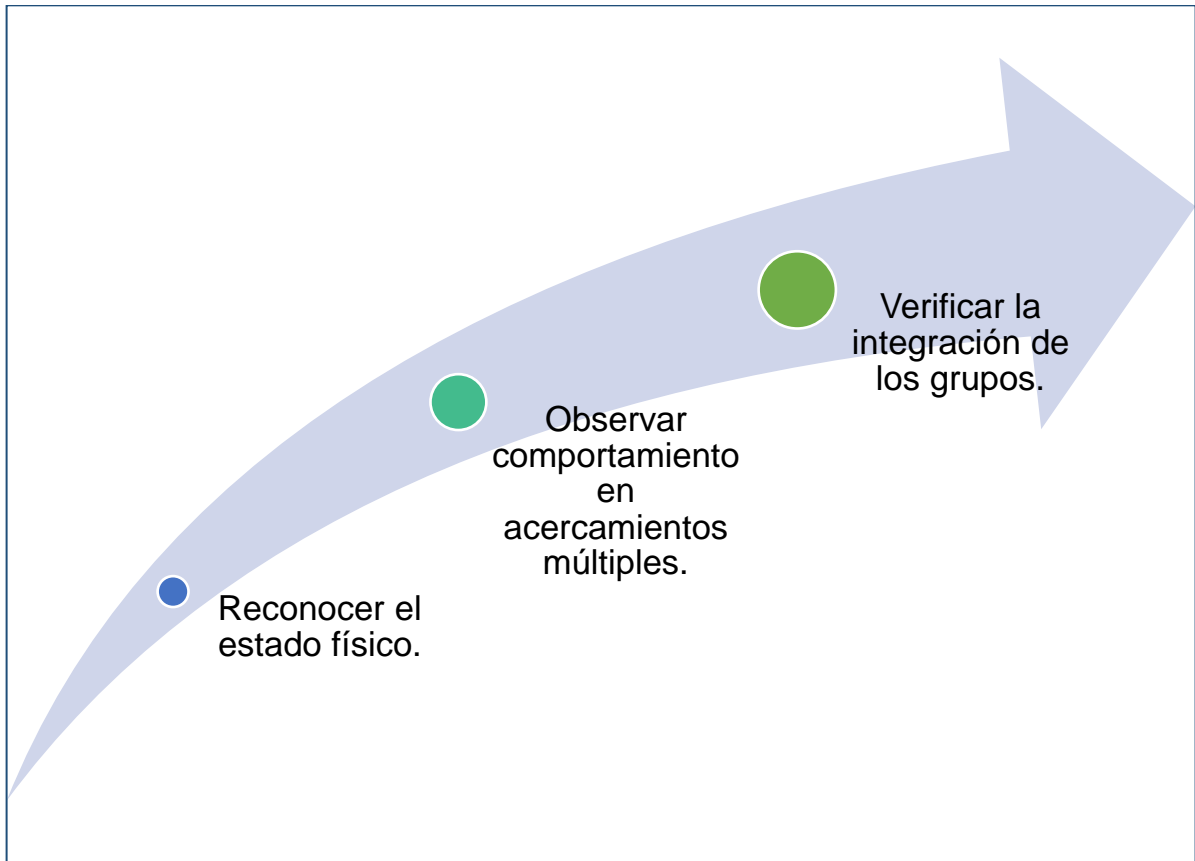 Reconocer el
estado físico.
Observar
comportamiento
en
acercamientos
múltiples.
Verificar la
integración de
los grupos.